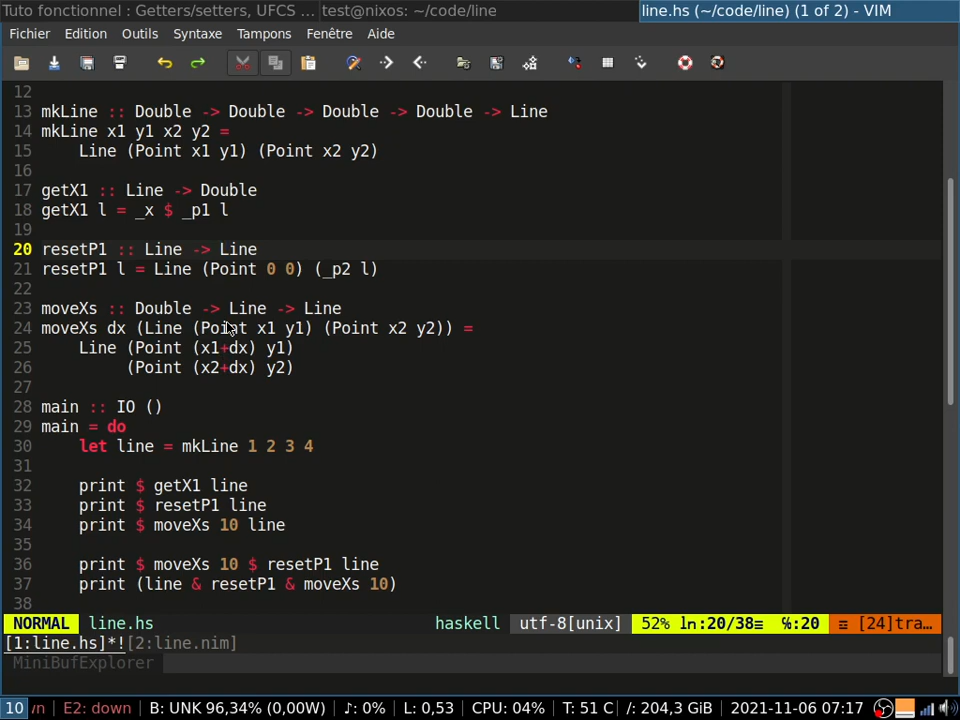 Tuto fonctionnel : Getters/setters, UFCS ... test@nixos: ~/code/line line.hs (~/code/line) (1 of 2) - VIM
Fichier Edition Outils Syntaxe Tampons Fenêtre Aide
12
13 mkLine :: Double -> Double -> Double -> Double -> Line
14 mkLine x1 y1 x2 y2 =
15     Line (Point x1 y1) (Point x2 y2)
16
17 getX1 :: Line -> Double
18 getX1 l = _x $ _p1 l
19
20 resetP1 :: Line -> Line
21 resetP1 l = Line (Point 0 0) (_p2 l)
22
23 moveXs :: Double -> Line -> Line
24 moveXs dx (Line (Point x1 y1) (Point x2 y2)) =
25     Line (Point (x1+dx) y1)
26          (Point (x2+dx) y2)
27
28 main :: IO ()
29 main = do
30     let line = mkLine 1 2 3 4
31
32     print $ getX1 line
33     print $ resetP1 line
34     print $ moveXs 10 line
35
36     print $ moveXs 10 $ resetP1 line
37     print (line & resetP1 & moveXs 10)
38
NORMAL line.hs haskell utf-8[unix] 52% ln:20/38≡ ℅:20 ☲ [24]tra...
[1:line.hs]*![2:line.nim]
MiniBufExplorer
10 wn | E2: down | B: UNK 96,34% (0,00W) | ♪: 0% | L: 0,53 | CPU: 04% | T: 51 C | /: 204,3 GiB | 2021-11-06 07:17